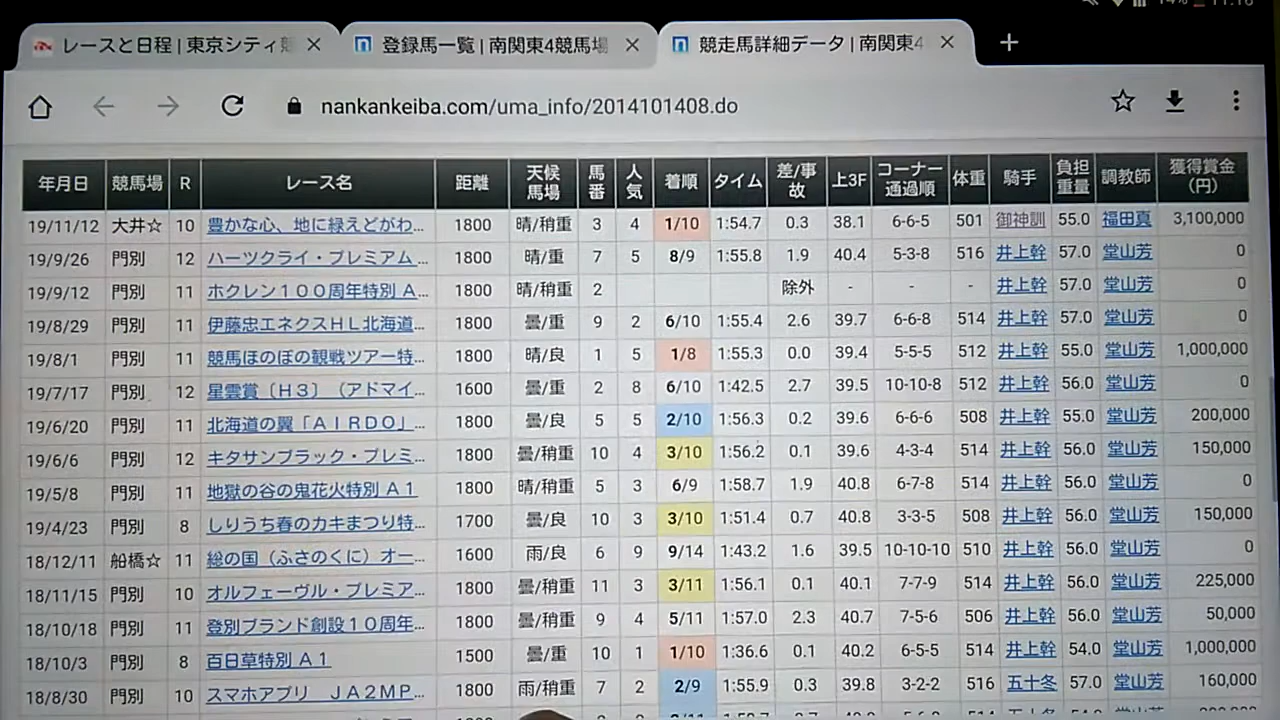 レースと日程 | 東京シティ競 登録馬一覧 | 南関東4競馬場 競走馬詳細データ | 南関東4
nankankeiba.com/uma_info/2014101408.do
年月日 競馬場 R レース名 距離 天候馬場 馬番 人気 着順 タイム 差/事故 上3F コーナー通過順 体重 騎手 負担重量 調教師 獲得賞金(円)
19/11/12 大井☆ 10 豊かな心、地に緑えどがわ... 1800 晴/稍重 3 4 1/10 1:54.7 0.3 38.1 6-6-5 501 御神訓 55.0 福田真 3,100,000
19/9/26 門別 12 ハーツクライ・プレミアム... 1800 晴/重 7 5 8/9 1:55.8 1.9 40.4 5-3-8 516 井上幹 57.0 堂山芳 0
19/9/12 門別 11 ホクレン100周年特別 A... 1800 晴/稍重 2 除外 - - - 井上幹 57.0 堂山芳 0
19/8/29 門別 11 伊藤忠エネクスHL北海道... 1800 曇/重 9 2 6/10 1:55.4 2.6 39.7 6-6-8 514 井上幹 57.0 堂山芳 0
19/8/1 門別 11 競馬ほのぼの観戦ツアー特... 1800 晴/良 1 5 1/8 1:55.3 0.0 39.4 5-5-5 512 井上幹 55.0 堂山芳 1,000,000
19/7/17 門別 12 星雲賞〔H3〕(アドマイ... 1600 曇/重 2 8 6/10 1:42.5 2.7 39.5 10-10-8 512 井上幹 56.0 堂山芳 0
19/6/20 門別 11 北海道の翼「AIRDO」... 1800 曇/良 5 5 2/10 1:56.3 0.2 39.6 6-6-6 508 井上幹 55.0 堂山芳 200,000
19/6/6 門別 12 キタサンブラック・プレミ... 1800 曇/稍重 10 4 3/10 1:56.2 0.1 39.6 4-3-4 514 井上幹 56.0 堂山芳 150,000
19/5/8 門別 11 地獄の谷の鬼花火特別 A1 1800 晴/稍重 5 3 6/9 1:58.7 1.9 40.8 6-7-8 514 井上幹 56.0 堂山芳 0
19/4/23 門別 8 しりうち春のカキまつり特... 1700 曇/良 10 3 3/10 1:51.4 0.7 40.8 3-3-5 508 井上幹 56.0 堂山芳 150,000
18/12/11 船橋☆ 11 総の国(ふさのくに)オー... 1600 雨/良 6 9 9/14 1:43.2 1.6 39.5 10-10-10 510 井上幹 56.0 堂山芳 0
18/11/15 門別 10 オルフェーヴル・プレミア... 1800 曇/稍重 11 3 3/11 1:56.1 0.1 40.1 7-7-9 514 井上幹 56.0 堂山芳 225,000
18/10/18 門別 11 登別ブランド創設10周年... 1800 曇/稍重 9 4 5/11 1:57.0 2.3 40.7 7-5-6 506 井上幹 56.0 堂山芳 50,000
18/10/3 門別 8 百日草特別 A1 1500 曇/重 10 1 1/10 1:36.6 0.1 40.2 6-5-5 514 井上幹 54.0 堂山芳 1,000,000
18/8/30 門別 10 スマホアプリ JA2MP... 1800 雨/稍重 7 2 2/9 1:55.9 0.3 39.8 3-2-2 516 五十冬 57.0 堂山芳 160,000